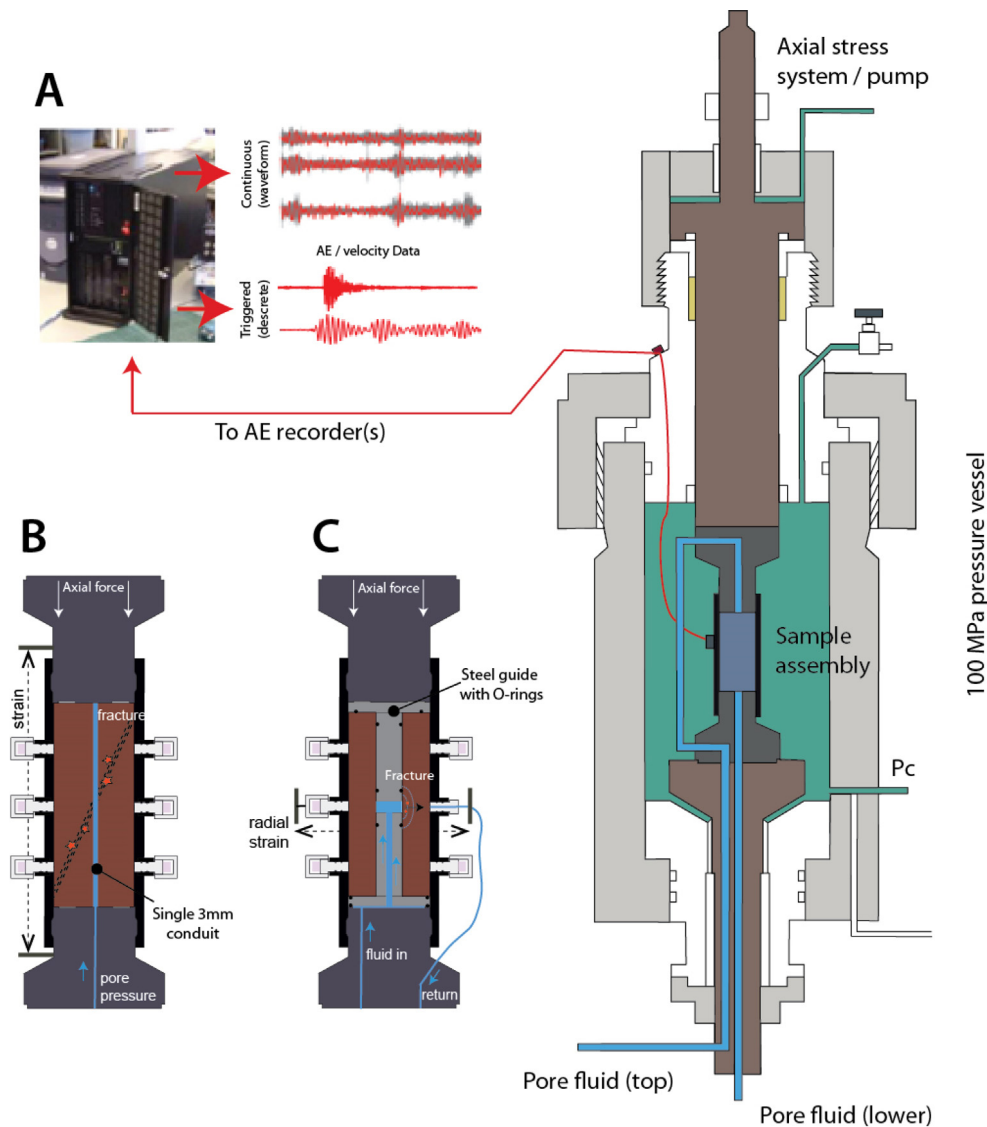 A
Continuous
(waveform)
AE / velocity Data
Triggered
(descrete)
To AE recorder(s)
Axial stress
system / pump
100 MPa pressure vessel
Sample
assembly
Pc
Pore fluid (top)
Pore fluid (lower)
B
Axial force
strain
fracture
Single 3mm
conduit
pore
pressure
C
Axial force
Steel guide
with O-rings
Fracture
radial
strain
fluid in
return